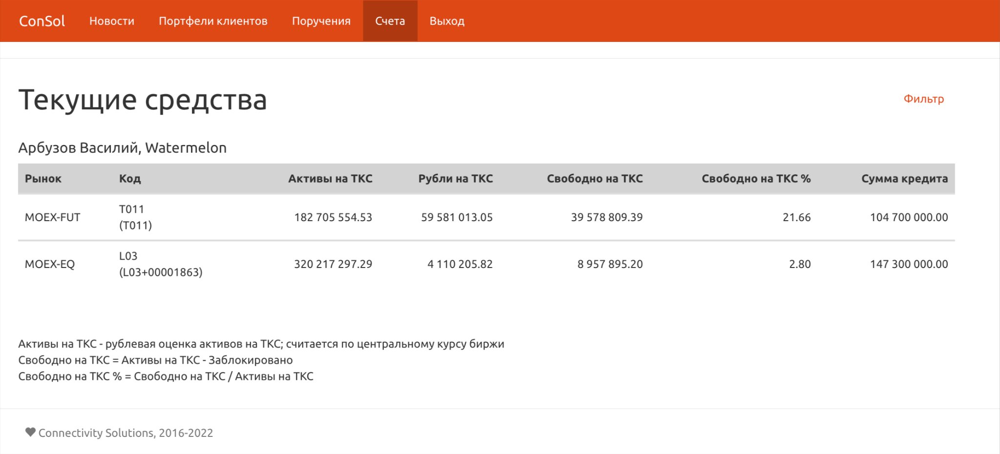 ConSol Новости Портфели клиентов Поручения Счета Выход
Текущие средства Фильтр
Арбузов Василий, Watermelon
Рынок Код Активы на ТКС Рубли на ТКС Свободно на ТКС Свободно на ТКС % Сумма кредита
MOEX-FUT T011 (T011) 182 705 554.53 59 581 013.05 39 578 809.39 21.66 104 700 000.00
MOEX-EQ L03 (L03+00001863) 320 217 297.29 4 110 205.82 8 957 895.20 2.80 147 300 000.00
Активы на ТКС - рублевая оценка активов на ТКС; считается по центральному курсу биржи
Свободно на ТКС = Активы на ТКС - Заблокировано
Свободно на ТКС % = Свободно на ТКС / Активы на ТКС
Connectivity Solutions, 2016-2022